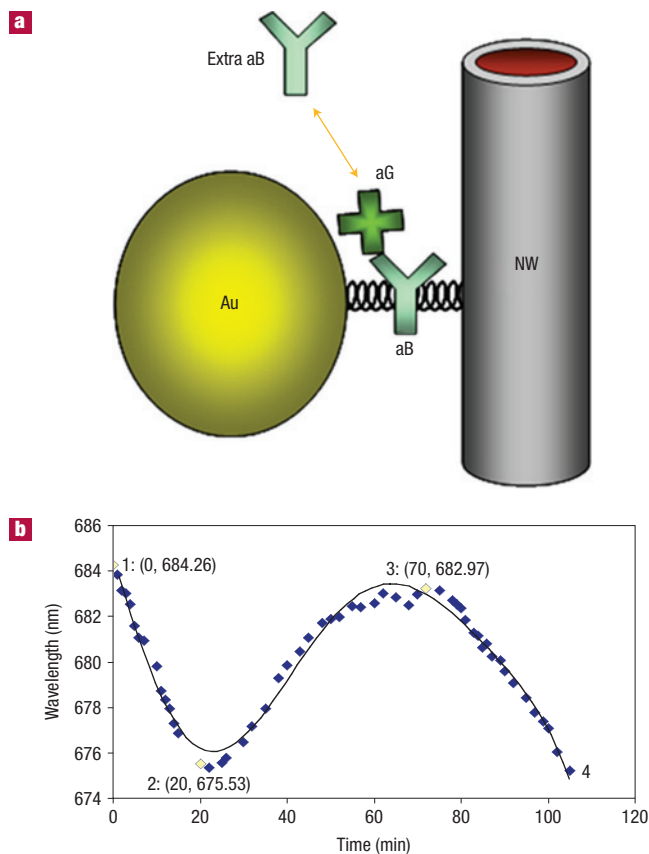 a
Extra aB
aG
Au
NW
aB
b
686
684
682
680
678
676
674
Wavelength (nm)
1: (0, 684.26)
3: (70, 682.97)
2: (20, 675.53)
4
0
20
40
60
80
100
120
Time (min)